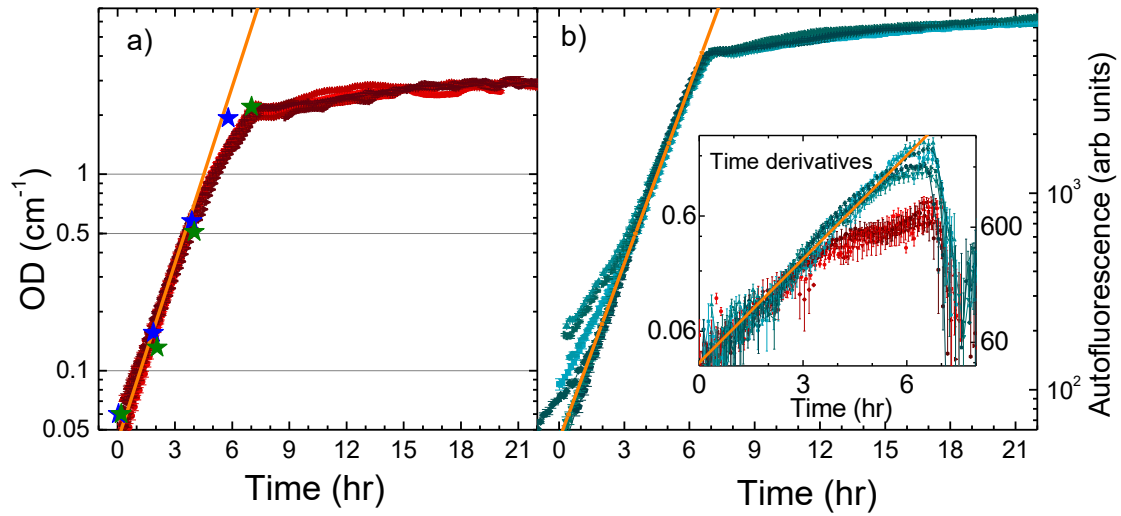 a)
OD (cm⁻¹)
1
0.5
0.1
0.05
0 3 6 9 12 15 18 21
Time (hr)
b)
Time derivatives
0.6
0.06
600
60
0 3 6
Time (hr)
0 3 6 9 12 15 18 21
Time (hr)
10³
10²
Autofluorescence (arb units)